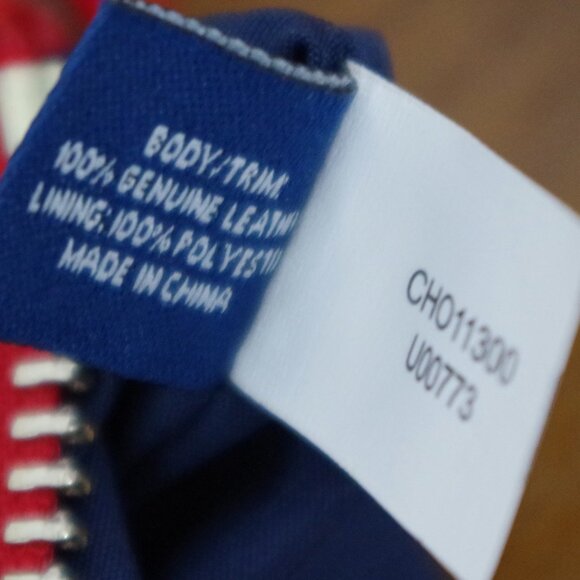 BODY/TRIM:
100% GENUINE LEATH
LINING: 100% POLYEST
MADE IN CHINA
CHO11300
U00773